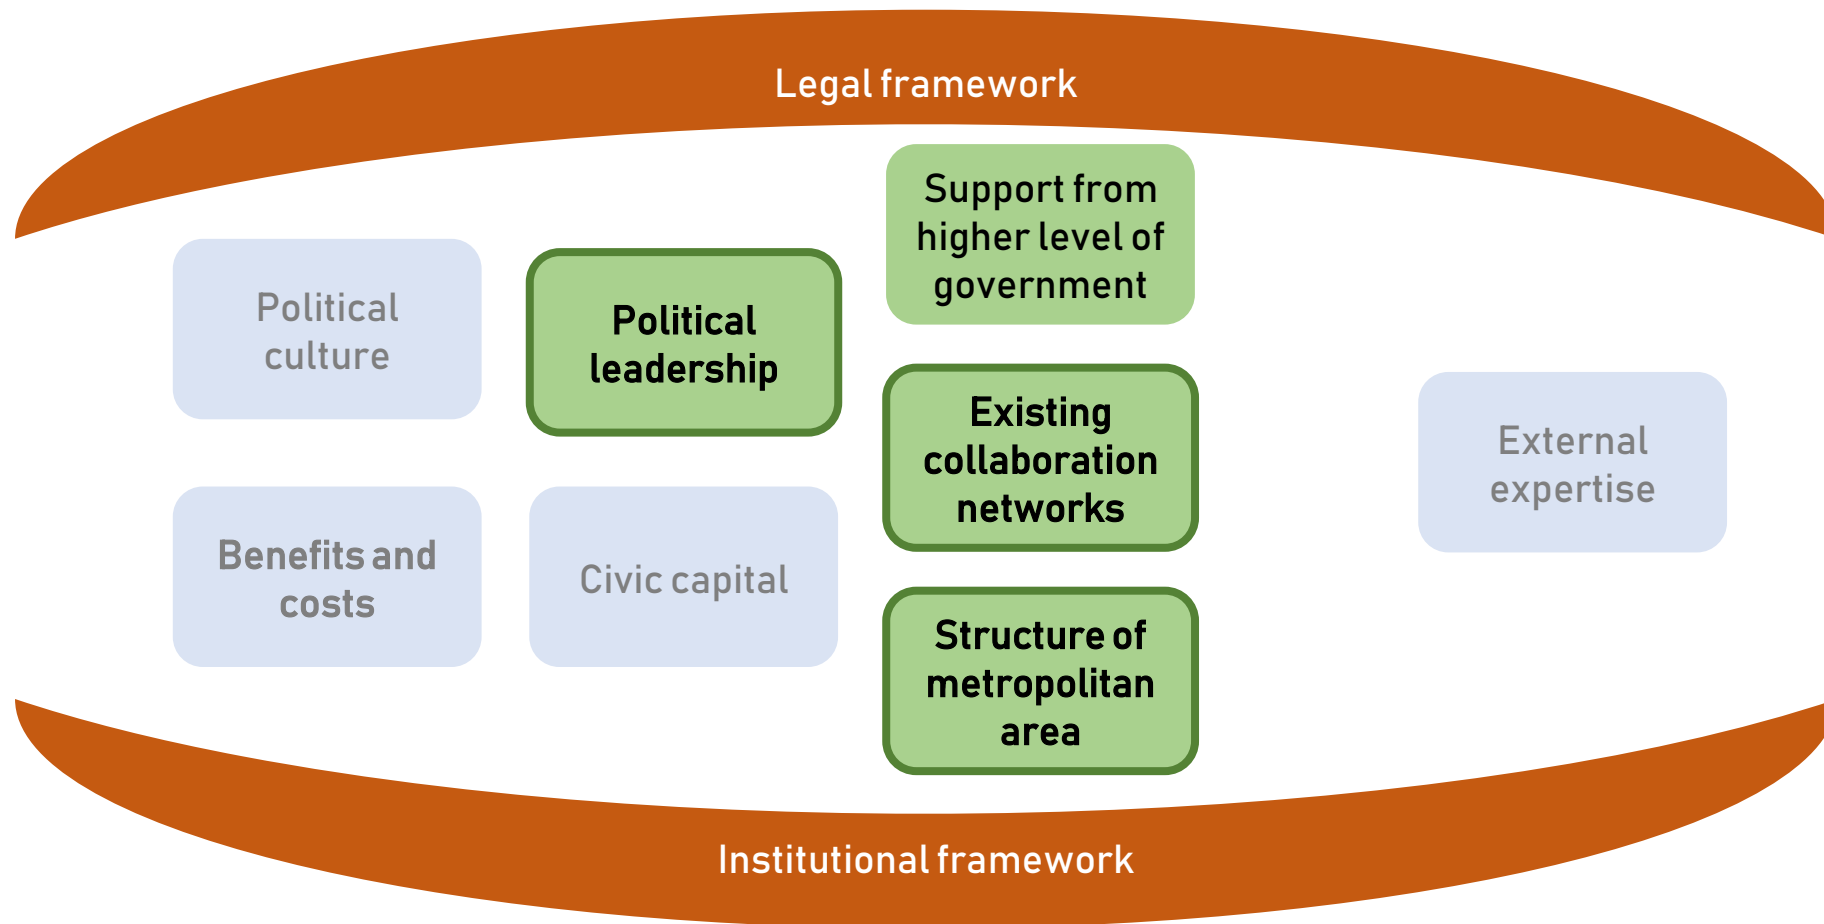 Legal framework
Support from
higher level of
government
Political
culture
Political
leadership
Existing
collaboration
networks
External
expertise
Benefits and
costs
Civic capital
Structure of
metropolitan
area
Institutional framework